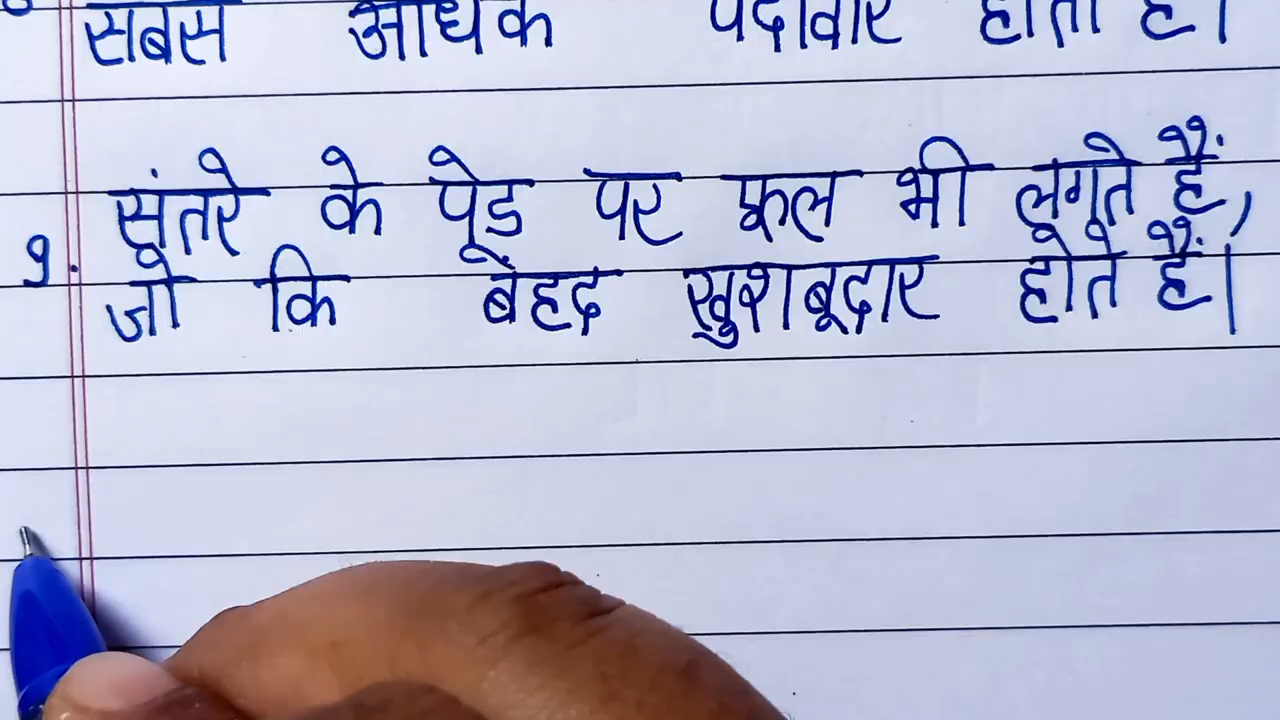 सबसे अधिक पैदावार होती है।
9. संतरे के पेड़ पर फूल भी लगते हैं,
जो कि बेहद खुशबूदार होते हैं।